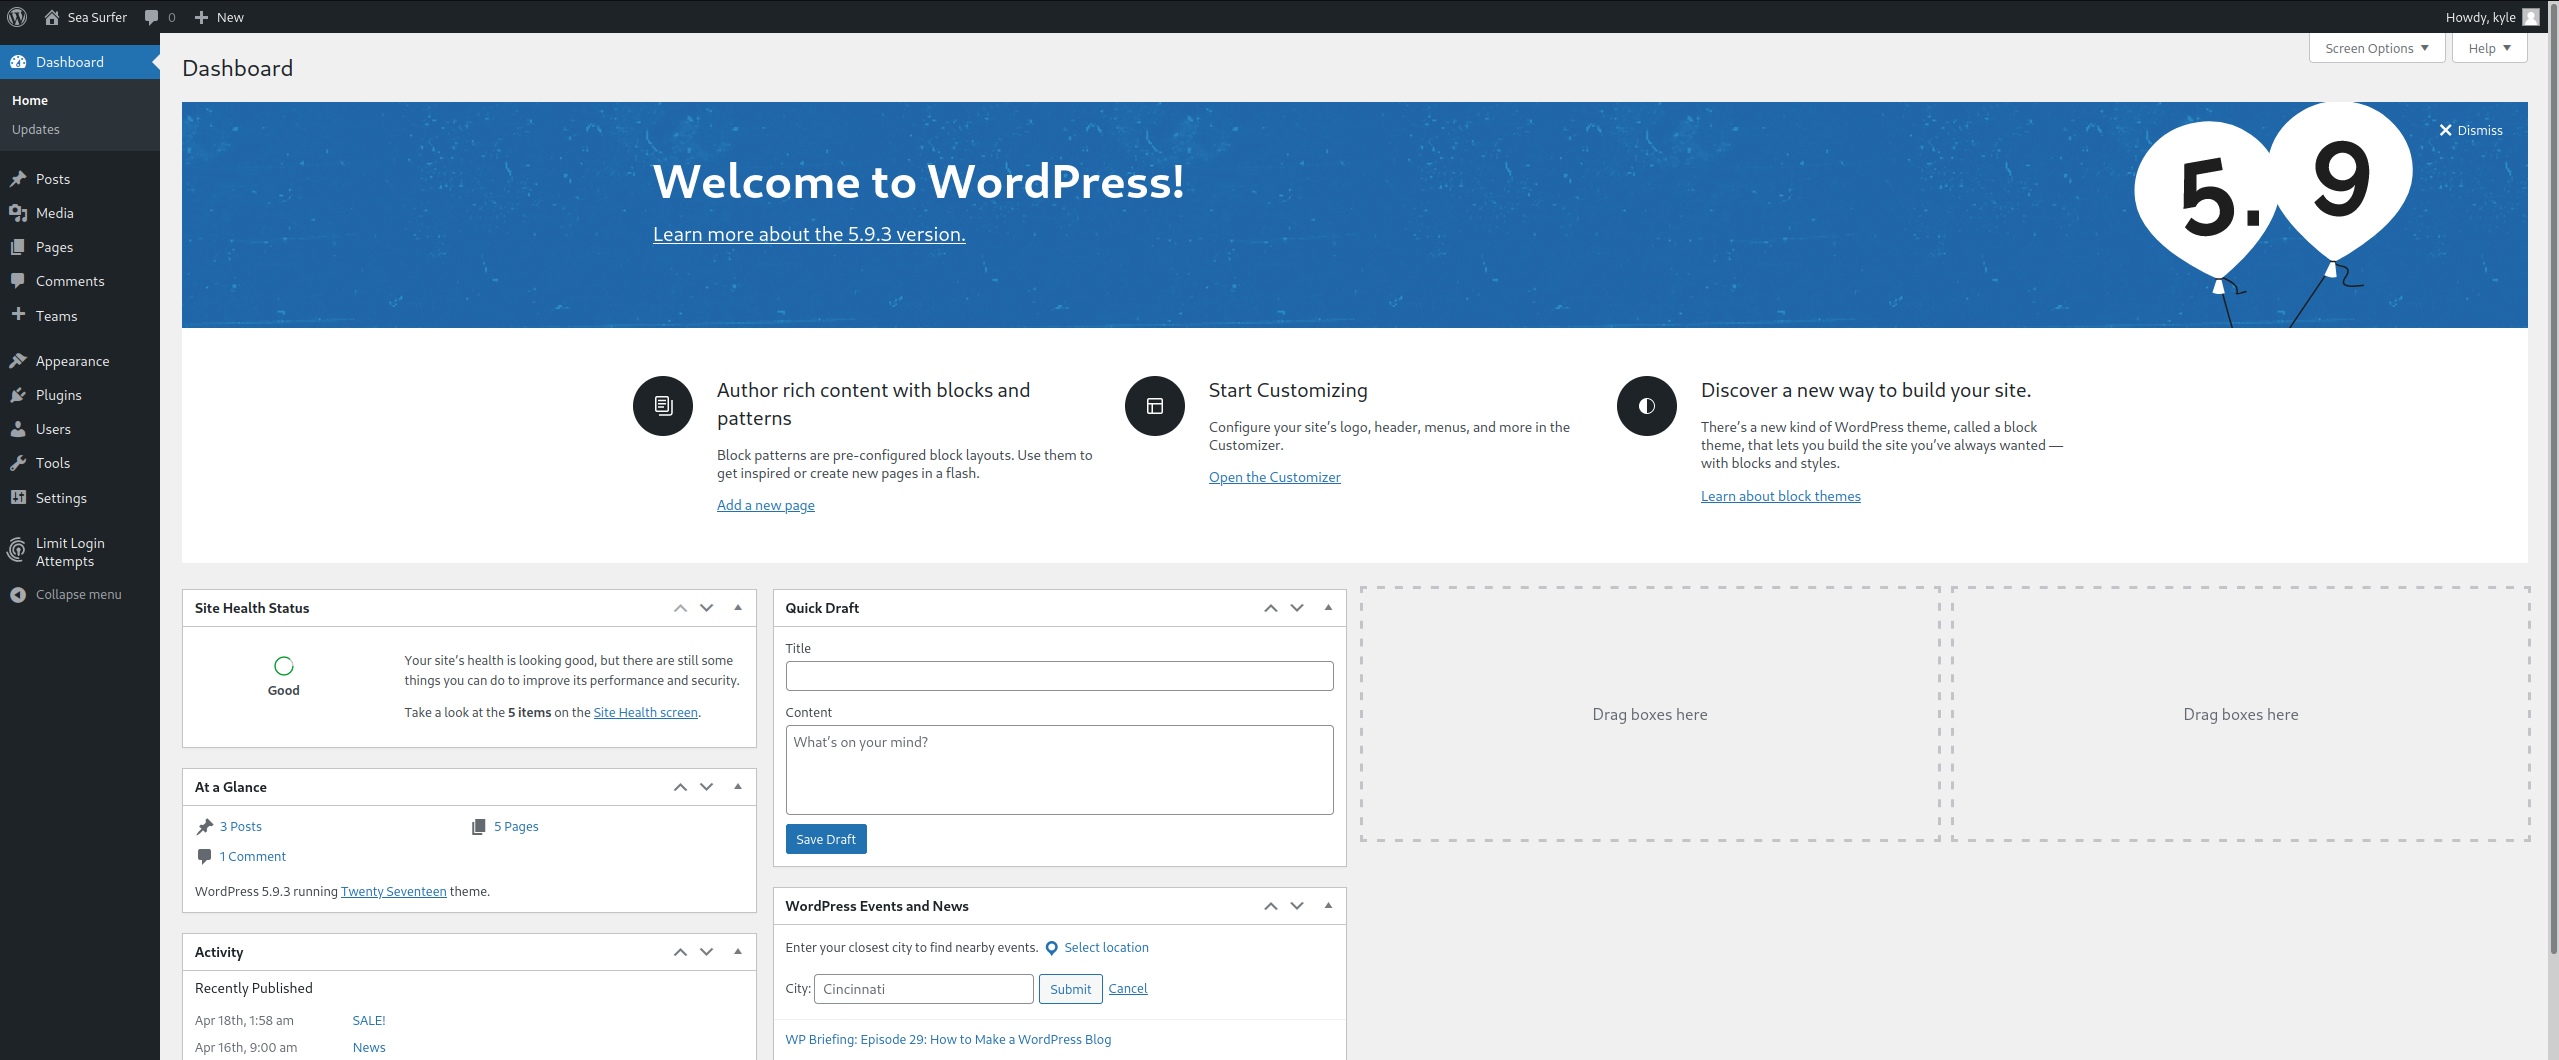 Sea Surfer
0
New
Howdy, kyle
Dashboard
Home
Updates
Posts
Media
Pages
Comments
Teams
Appearance
Plugins
Users
Tools
Settings
Limit Login
Attempts
Collapse menu
Screen Options
Help
Dashboard
Dismiss
Welcome to WordPress!
Learn more about the 5.9.3 version.
5.9
Author rich content with blocks and
patterns
Block patterns are pre-configured block layouts. Use them to
get inspired or create new pages in a flash.
Add a new page
Start Customizing
Configure your site's logo, header, menus, and more in the
Customizer.
Open the Customizer
Discover a new way to build your site.
There's a new kind of WordPress theme, called a block
theme, that lets you build the site you've always wanted —
with blocks and styles.
Learn about block themes
Site Health Status
Good
Your site's health is looking good, but there are still some
things you can do to improve its performance and security.
Take a look at the 5 items on the Site Health screen.
At a Glance
3 Posts
5 Pages
1 Comment
WordPress 5.9.3 running Twenty Seventeen theme.
Activity
Recently Published
Apr 18th, 1:58 am SALE!
Apr 16th, 9:00 am News
Quick Draft
Title
Content
What's on your mind?
Save Draft
WordPress Events and News
Enter your closest city to find nearby events. Select location
City: Cincinnati Submit Cancel
WP Briefing: Episode 29: How to Make a WordPress Blog
Drag boxes here
Drag boxes here